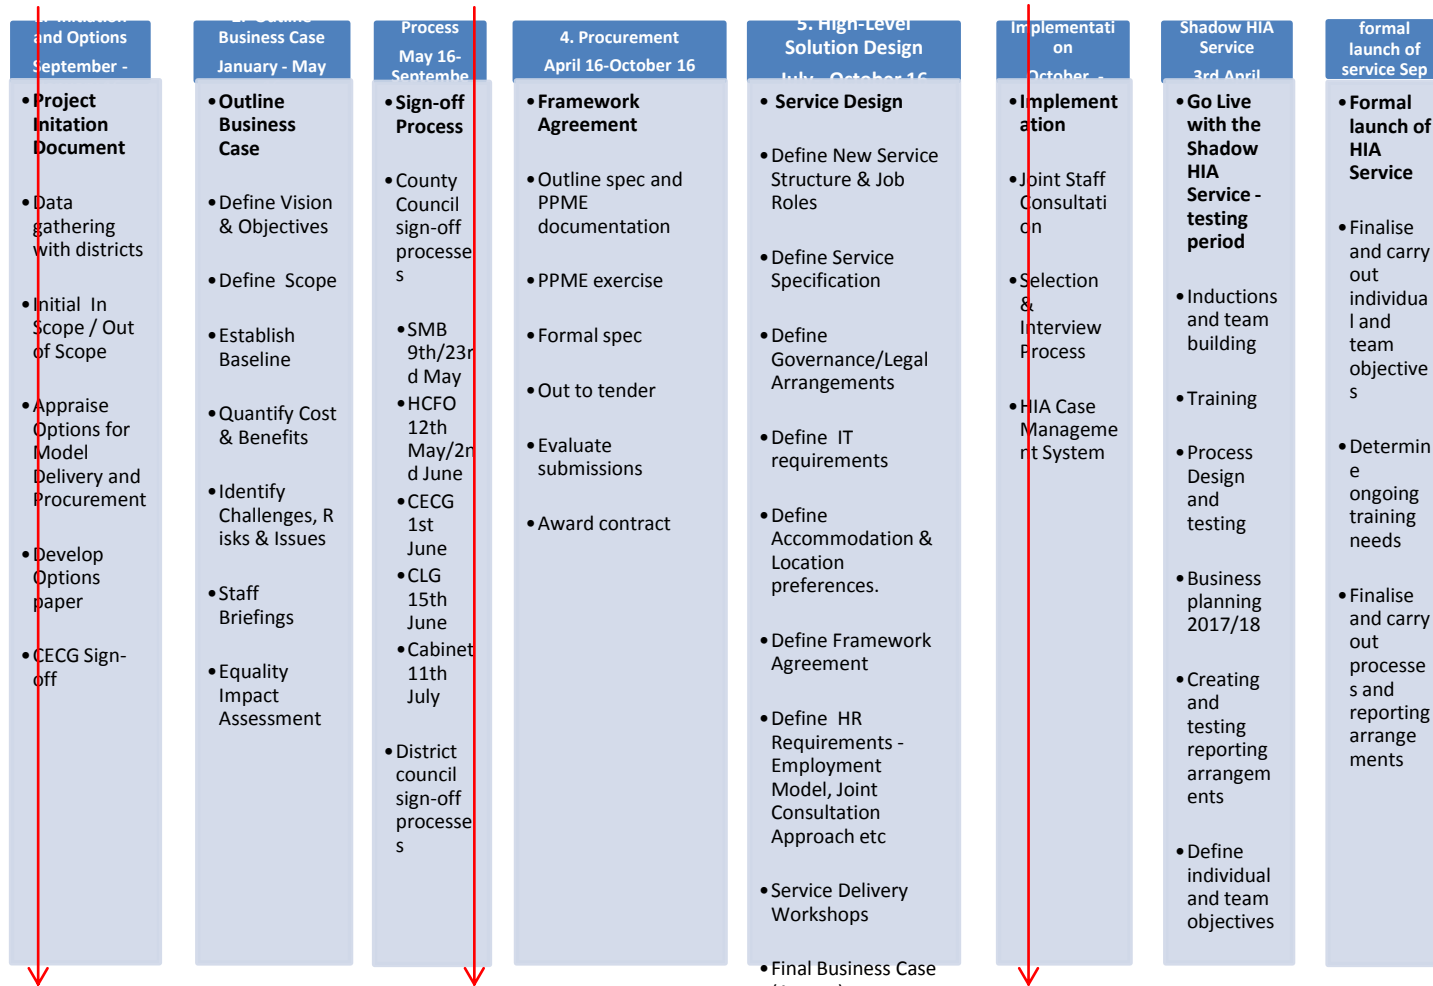 1. Initiation
and Options
September -
• Project
Initation
Document
• Data
gathering
with districts
• Initial In
Scope / Out
of Scope
• Appraise
Options for
Model
Delivery and
Procurement
• Develop
Options
paper
• CECG Sign-
off
2. Outline
Business Case
January - May
• Outline
Business
Case
• Define Vision
& Objectives
• Define Scope
• Establish
Baseline
• Quantify Cost
& Benefits
• Identify
Challenges, R
isks & Issues
• Staff
Briefings
• Equality
Impact
Assessment
Process
May 16-
Septembe
• Sign-off
Process
• County
Council
sign-off
processe
s
• SMB
9th/23r
d May
• HCFO
12th
May/2n
d June
• CECG
1st
June
• CLG
15th
June
• Cabinet
11th
July
• District
council
sign-off
processe
s
4. Procurement
April 16-October 16
• Framework
Agreement
• Outline spec and
PPME
documentation
• PPME exercise
• Formal spec
• Out to tender
• Evaluate
submissions
• Award contract
5. High-Level
Solution Design
July - October 16
• Service Design
• Define New Service
Structure & Job
Roles
• Define Service
Specification
• Define
Governance/Legal
Arrangements
• Define IT
requirements
• Define
Accommodation &
Location
preferences.
• Define Framework
Agreement
• Define HR
Requirements -
Employment
Model, Joint
Consultation
Approach etc
• Service Delivery
Workshops
• Final Business Case
Implementati
on
October -
• Implement
ation
• Joint Staff
Consultati
on
• Selection
&
Interview
Process
• HIA Case
Manageme
nt System
Shadow HIA
Service
3rd April
• Go Live
with the
Shadow
HIA
Service -
testing
period
• Inductions
and team
building
• Training
• Process
Design
and
testing
• Business
planning
2017/18
• Creating
and
testing
reporting
arrangem
ents
• Define
individual
and team
objectives
formal
launch of
service Sep
• Formal
launch of
HIA
Service
• Finalise
and carry
out
individua
l and
team
objective
s
• Determin
e
ongoing
training
needs
• Finalise
and carry
out
processe
s and
reporting
arrange
ments